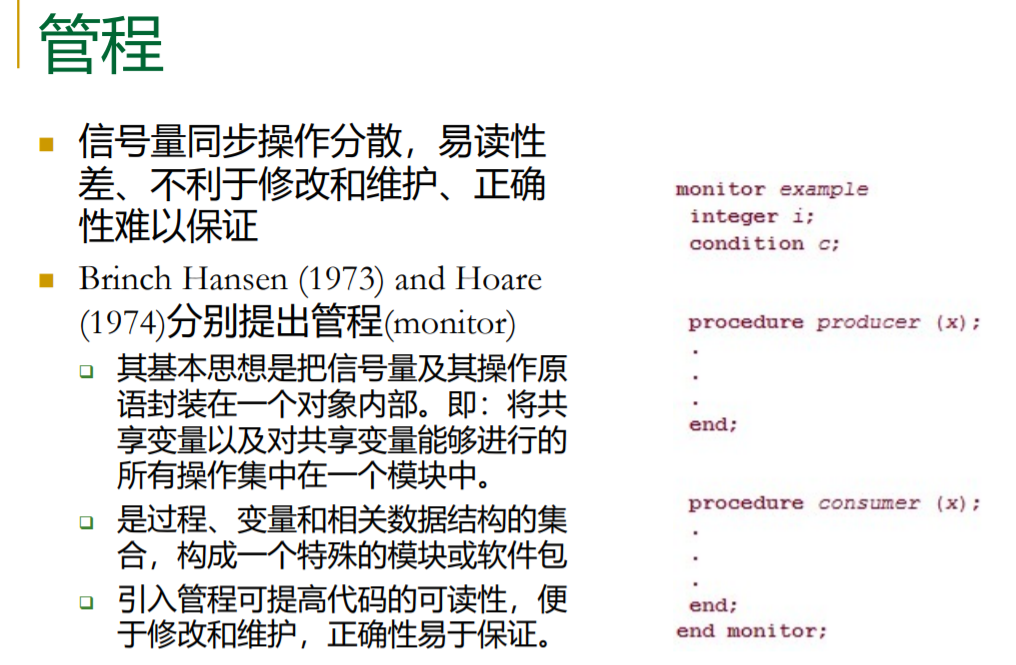 管程
信号量同步操作分散，易读性
差、不利于修改和维护、正确
性难以保证
Brinch Hansen (1973) and Hoare
(1974)分别提出管程(monitor)
其基本思想是把信号量及其操作原
语封装在一个对象内部。即：将共
享变量以及对共享变量能够进行的
所有操作集中在一个模块中。
是过程、变量和相关数据结构的集
合，构成一个特殊的模块或软件包
引入管程可提高代码的可读性，便
于修改和维护，正确性易于保证。
monitor example
integer i;
condition c;
procedure producer (x);
.
.
.
end;
procedure consumer (x);
.
.
.
end;
end monitor;